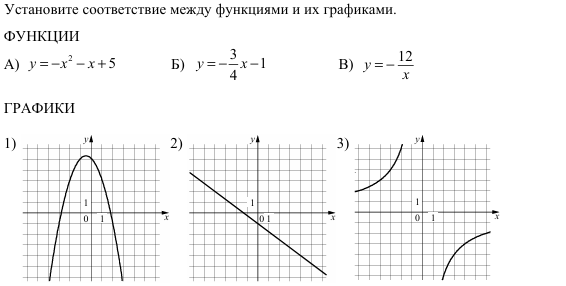 Установите соответствие между функциями и их графиками.
ФУНКЦИИ
А) y = −x² − x + 5 Б) y = −3/4 x − 1 В) y = −12/x
ГРАФИКИ
1) y 2) y 3) y
1 1 1
x x x
0 1 0 1 0 1